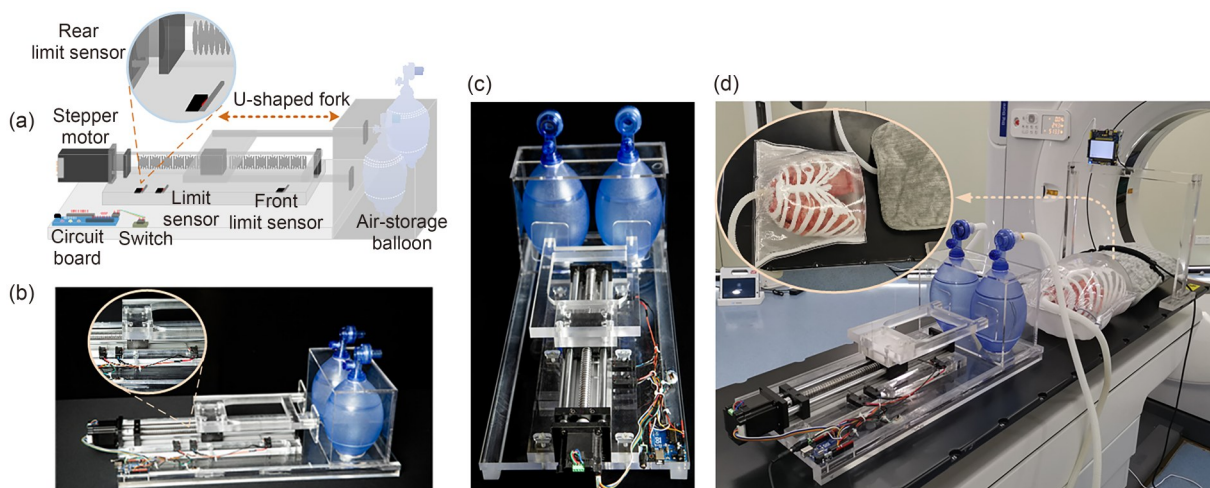 Rear
limit sensor
(a)
Stepper
motor
U-shaped fork
Limit
sensor
Front
limit sensor
Circuit
board
Switch
Air-storage
balloon
(b)
(c)
(d)